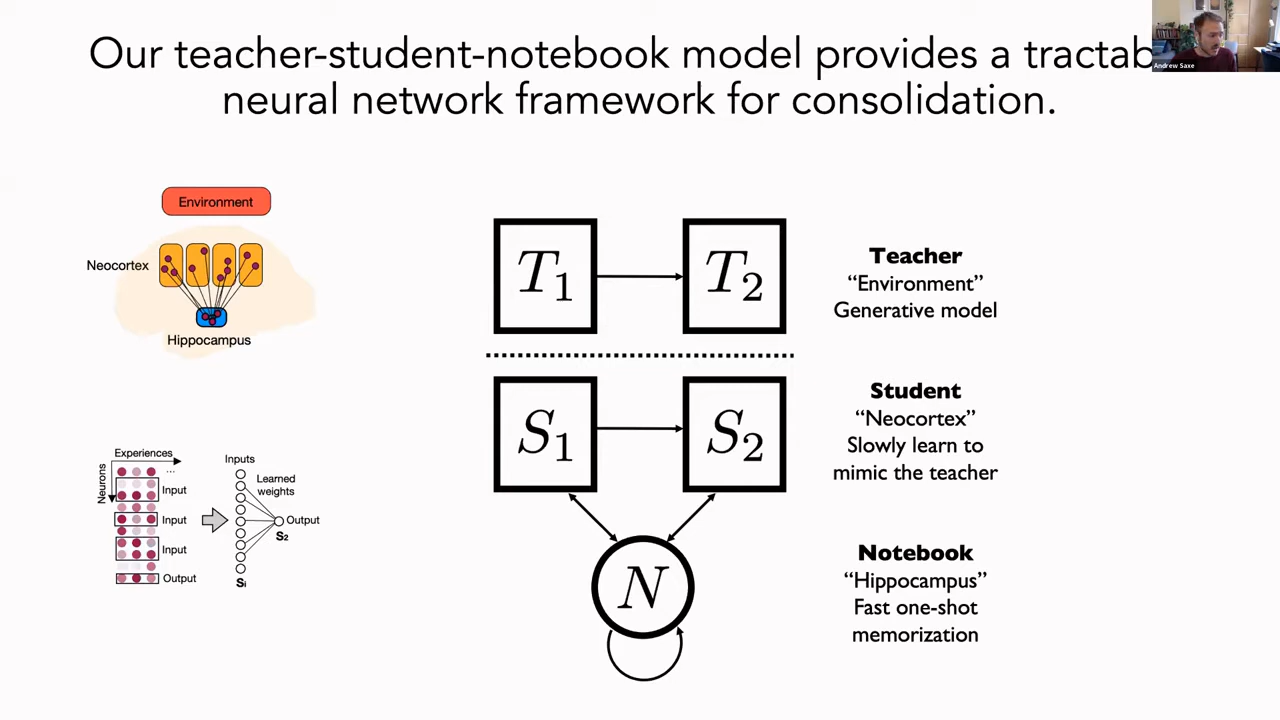 Our teacher-student-notebook model provides a tractab
neural network framework for consolidation.
Andrew Saxe
Environment
Neocortex
Hippocampus
T1
T2
Teacher
“Environment”
Generative model
S1
S2
Student
“Neocortex”
Slowly learn to
mimic the teacher
N
Notebook
“Hippocampus”
Fast one-shot
memorization
Experiences
...
Neurons
Input
Input
Input
Output
Inputs
Learned
weights
Output
S2
Si